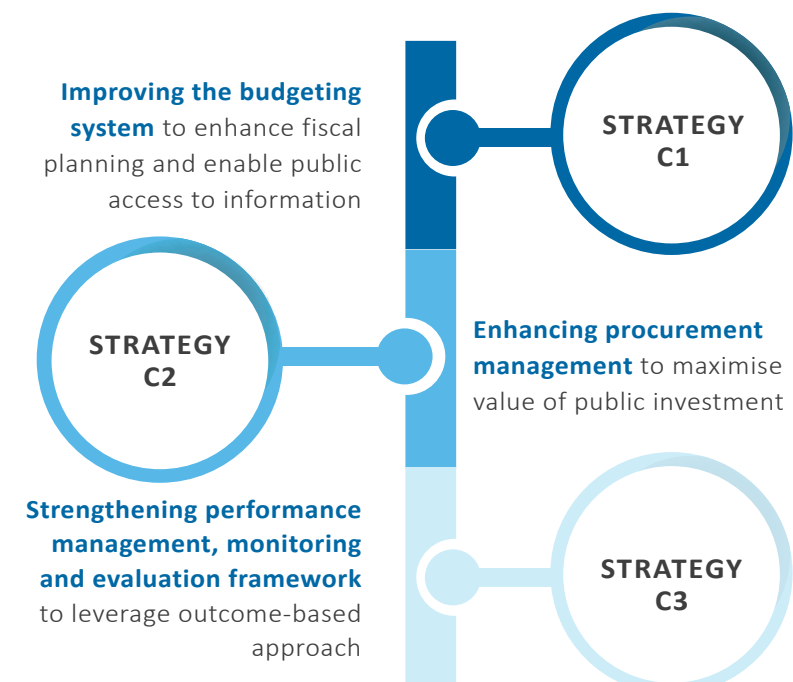 Improving the budgeting
system to enhance fiscal
planning and enable public
access to information
STRATEGY
C1
STRATEGY
C2
Enhancing procurement
management to maximise
value of public investment
Strengthening performance
management, monitoring
and evaluation framework
to leverage outcome-based
approach
STRATEGY
C3